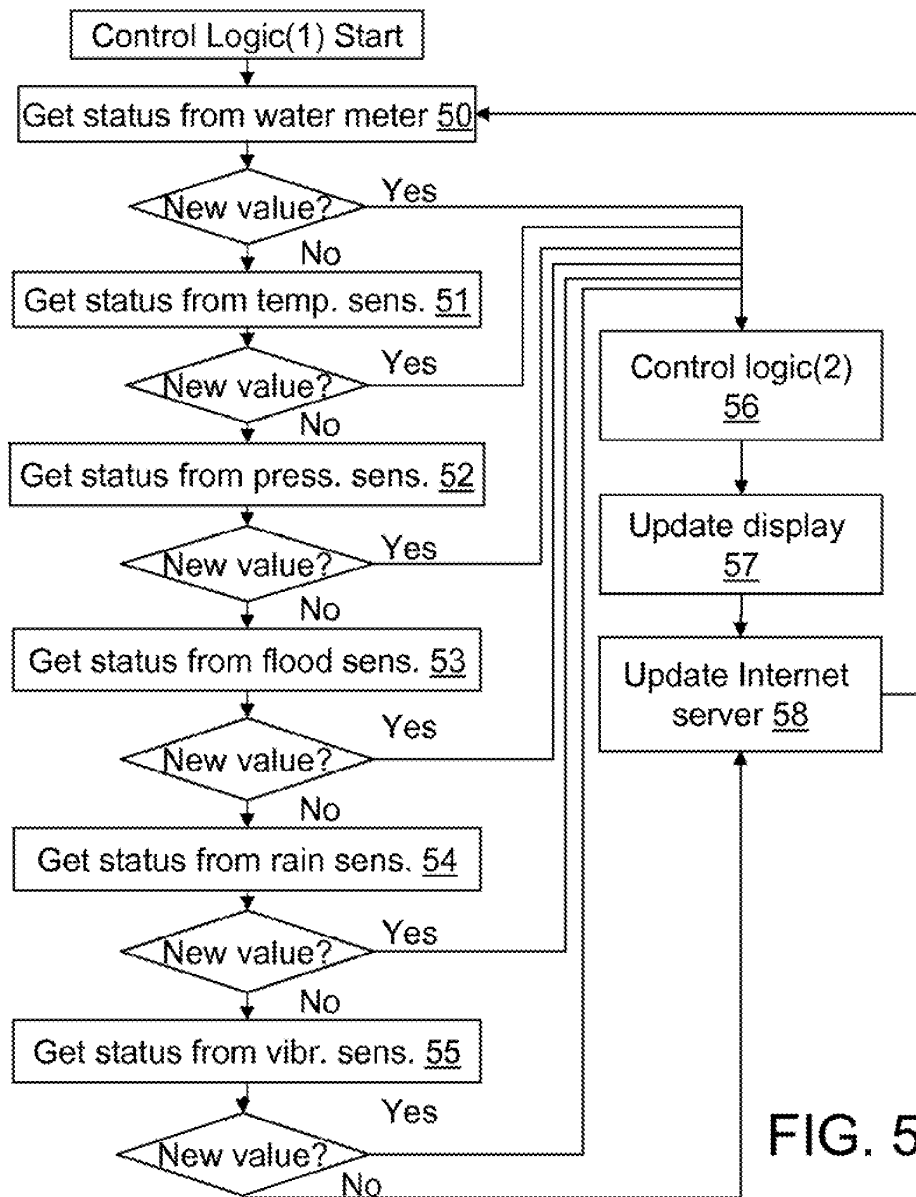 Control Logic(1) Start
Get status from water meter 50
New value?
Yes
No
Get status from temp. sens. 51
New value?
Yes
No
Get status from press. sens. 52
New value?
Yes
No
Get status from flood sens. 53
New value?
Yes
No
Get status from rain sens. 54
New value?
Yes
No
Get status from vibr. sens. 55
New value?
Yes
No
Control logic(2)
56
Update display
57
Update Internet
server 58
FIG. 5